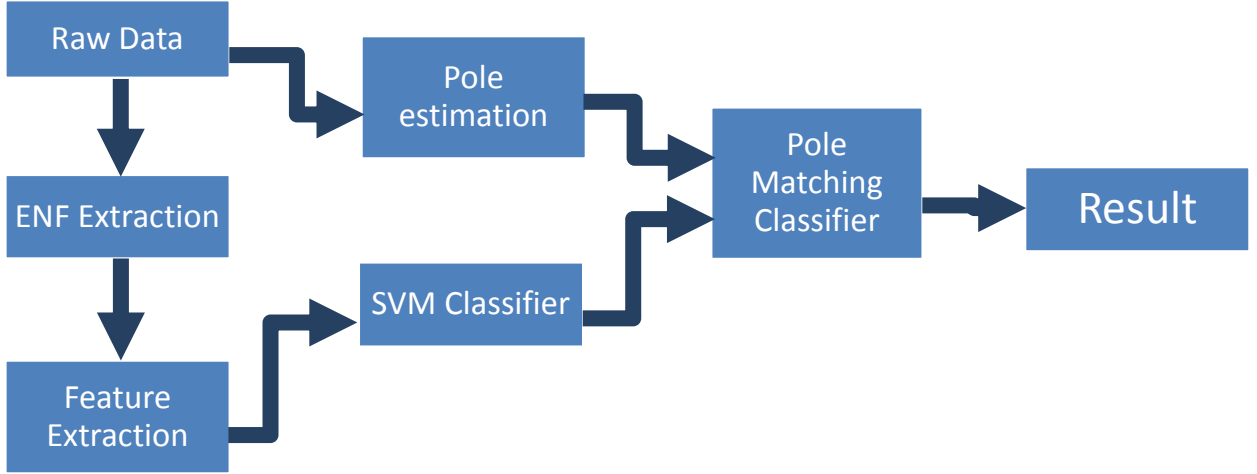 Raw Data
Pole
estimation
Pole
Matching
Classifier
Result
ENF Extraction
SVM Classifier
Feature
Extraction